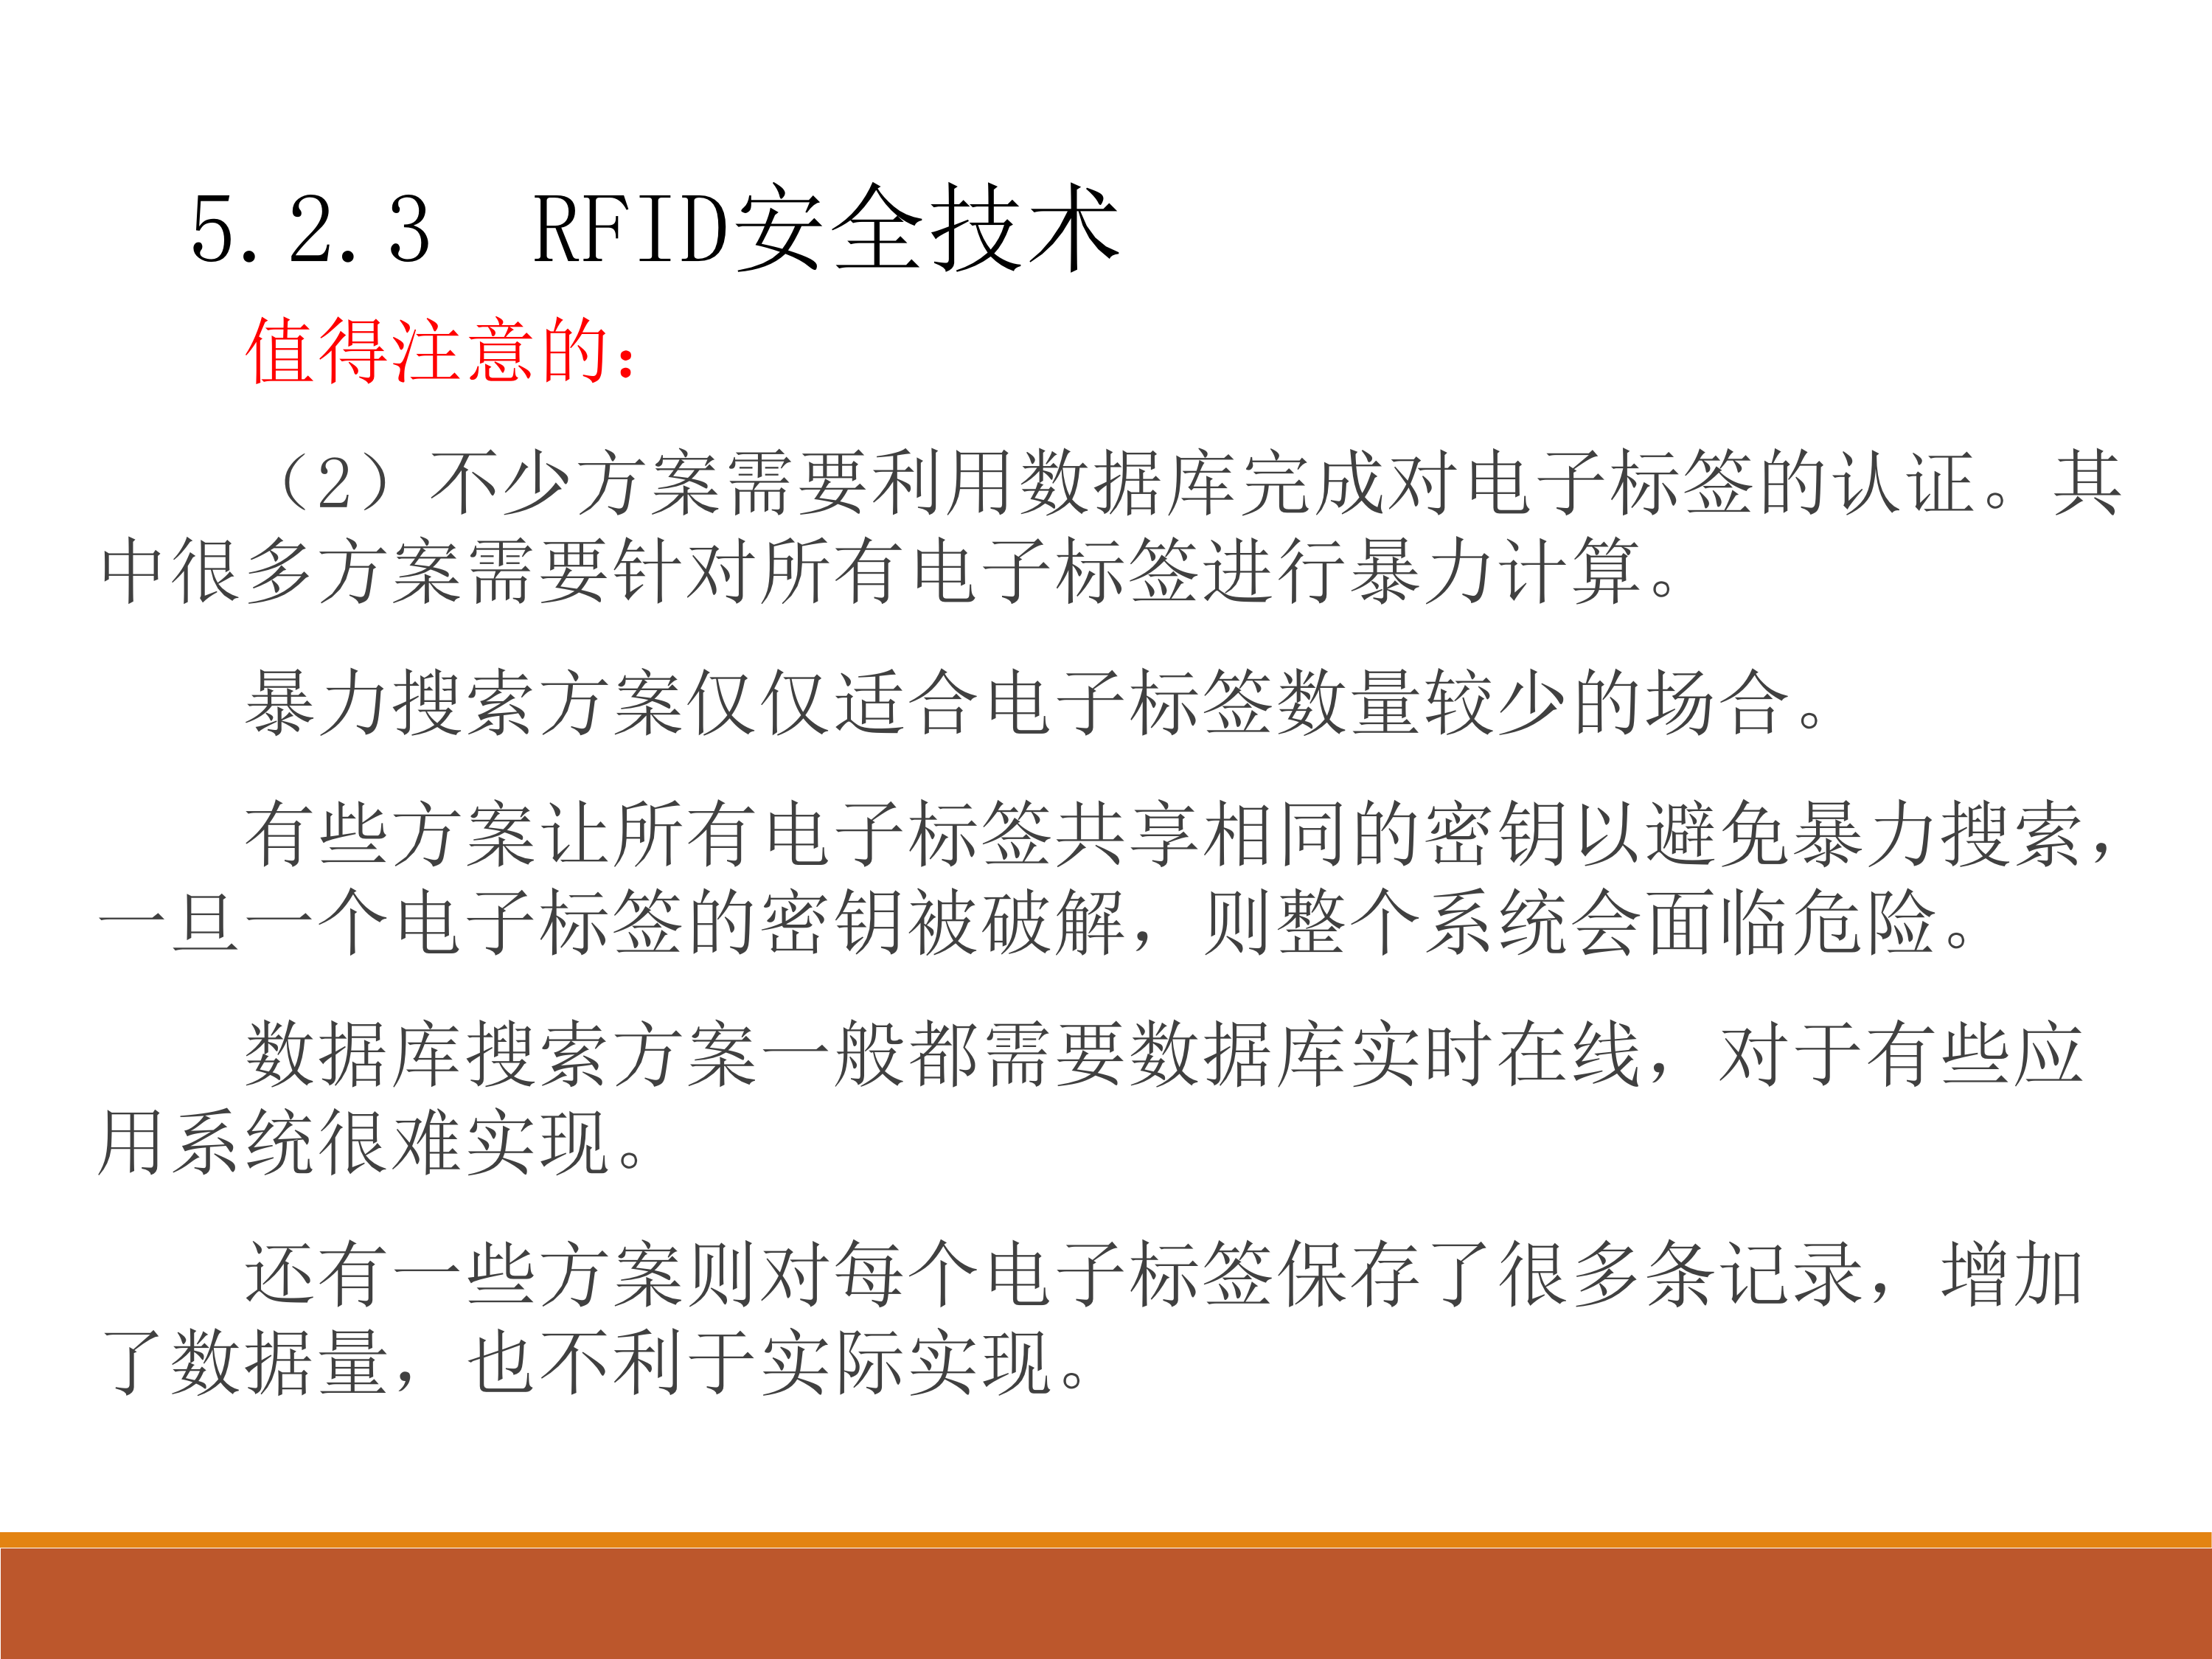 5.2.3 RFID安全技术
值得注意的：
（2）不少方案需要利用数据库完成对电子标签的认证。其
中很多方案需要针对所有电子标签进行暴力计算。
暴力搜索方案仅仅适合电子标签数量较少的场合。
有些方案让所有电子标签共享相同的密钥以避免暴力搜索，
一旦一个电子标签的密钥被破解，则整个系统会面临危险。
数据库搜索方案一般都需要数据库实时在线，对于有些应
用系统很难实现。
还有一些方案则对每个电子标签保存了很多条记录，增加
了数据量，也不利于实际实现。